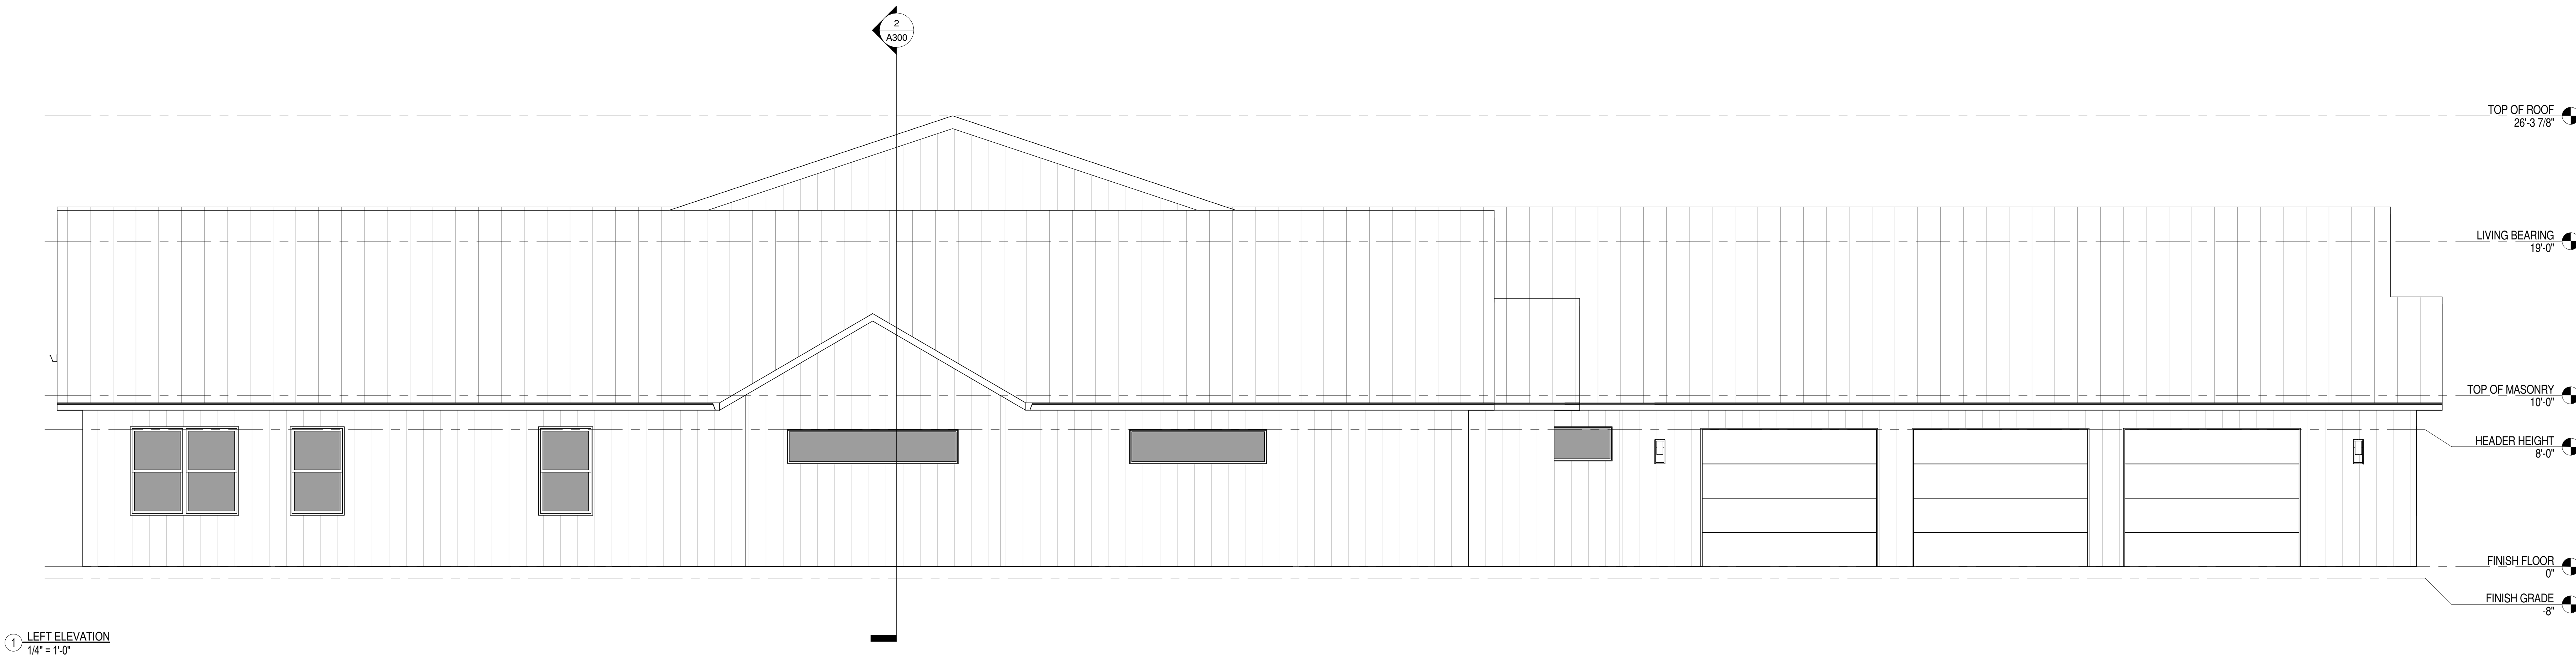 2
A300
TOP OF ROOF
26'-3 7/8"
LIVING BEARING
19'-0"
TOP OF MASONRY
10'-0"
HEADER HEIGHT
8'-0"
FINISH FLOOR
0"
FINISH GRADE
-8"
1 LEFT ELEVATION
1/4" = 1'-0"